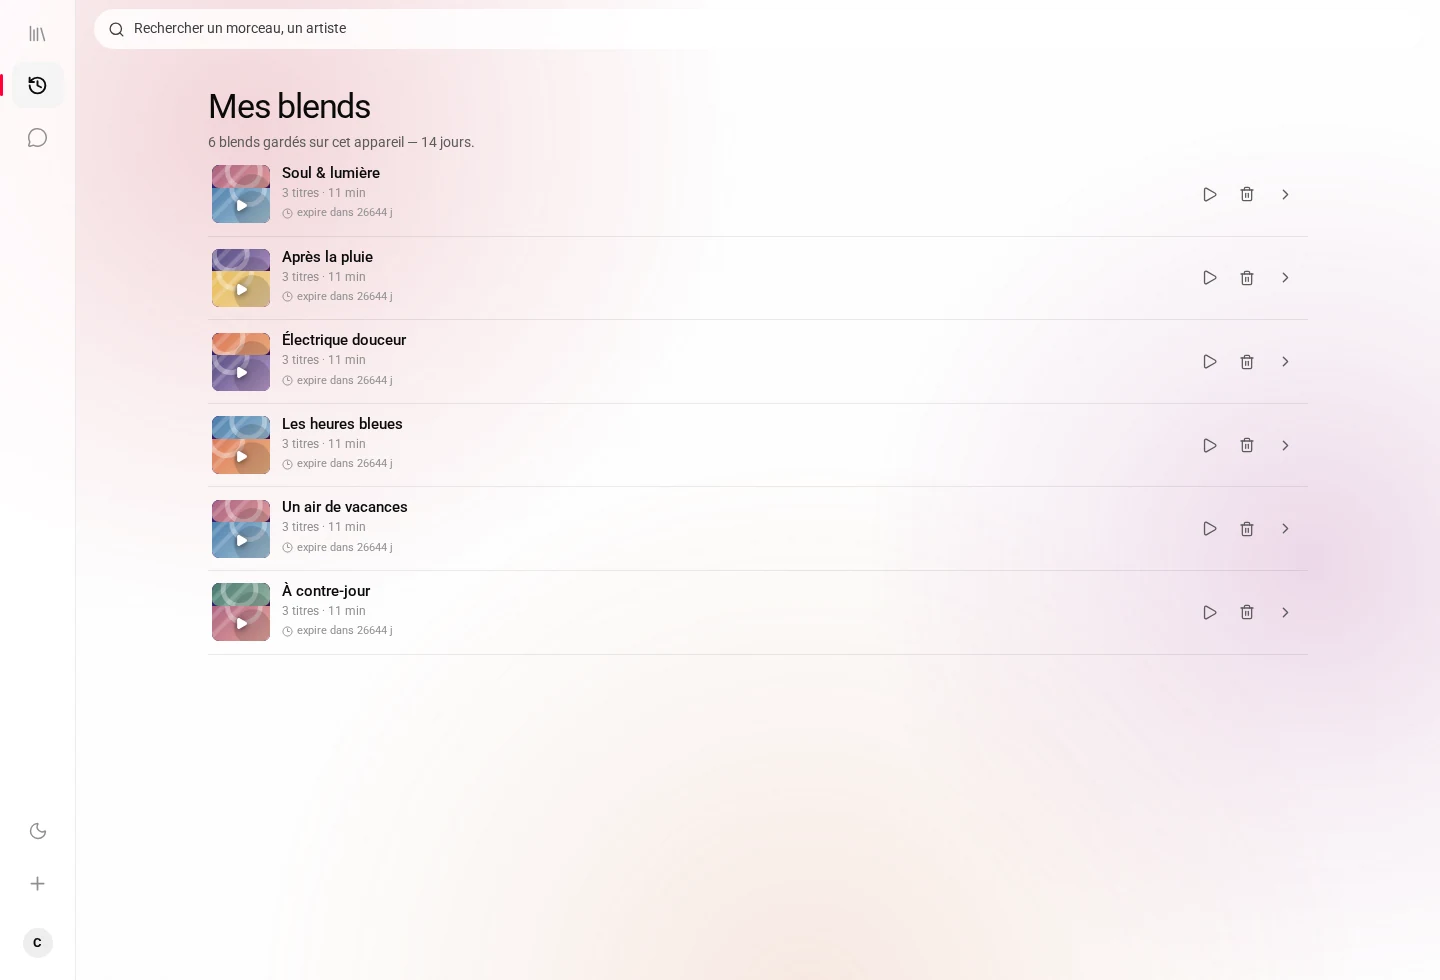 Rechercher un morceau, un artiste
Mes blends
6 blends gardés sur cet appareil — 14 jours.
Soul & lumière
3 titres · 11 min
expire dans 26644 j
Après la pluie
3 titres · 11 min
expire dans 26644 j
Électrique douceur
3 titres · 11 min
expire dans 26644 j
Les heures bleues
3 titres · 11 min
expire dans 26644 j
Un air de vacances
3 titres · 11 min
expire dans 26644 j
À contre-jour
3 titres · 11 min
expire dans 26644 j
C